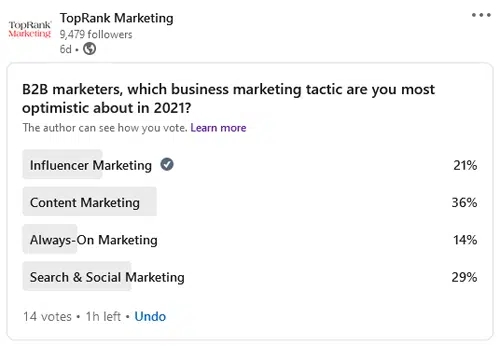 TopRank
Marketing
TopRank Marketing
9,479 followers
6d •
B2B marketers, which business marketing tactic are you most
optimistic about in 2021?
The author can see how you vote. Learn more
Influencer Marketing 21%
Content Marketing 36%
Always-On Marketing 14%
Search & Social Marketing 29%
14 votes • 1h left • Undo